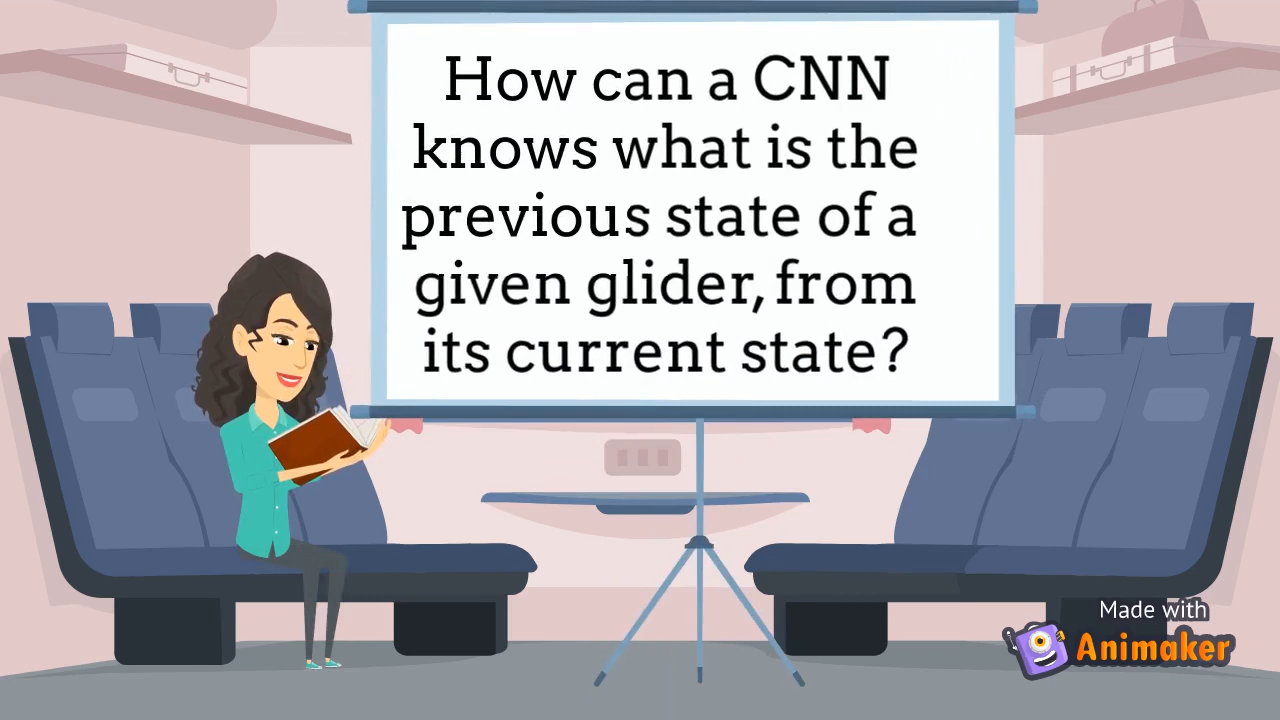 How can a CNN
knows what is the
previous state of a
given glider, from
its current state?
Made with
Animaker